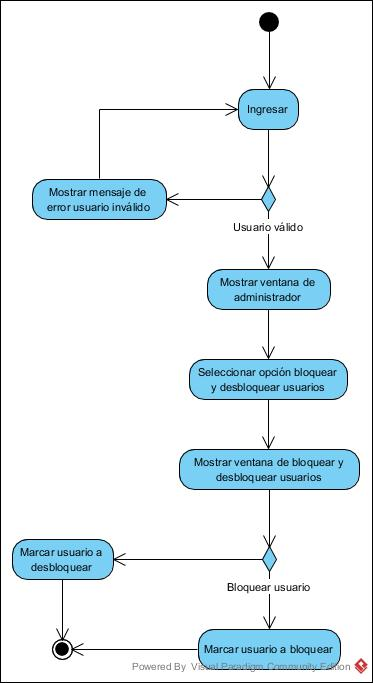 Ingresar
Mostrar mensaje de
error usuario inválido
Usuario válido
Mostrar ventana de
administrador
Seleccionar opción bloquear
y desbloquear usuarios
Mostrar ventana de bloquear y
desbloquear usuarios
Marcar usuario a
desbloquear
Bloquear usuario
Marcar usuario a bloquear
Powered By Visual Paradigm Community Edition